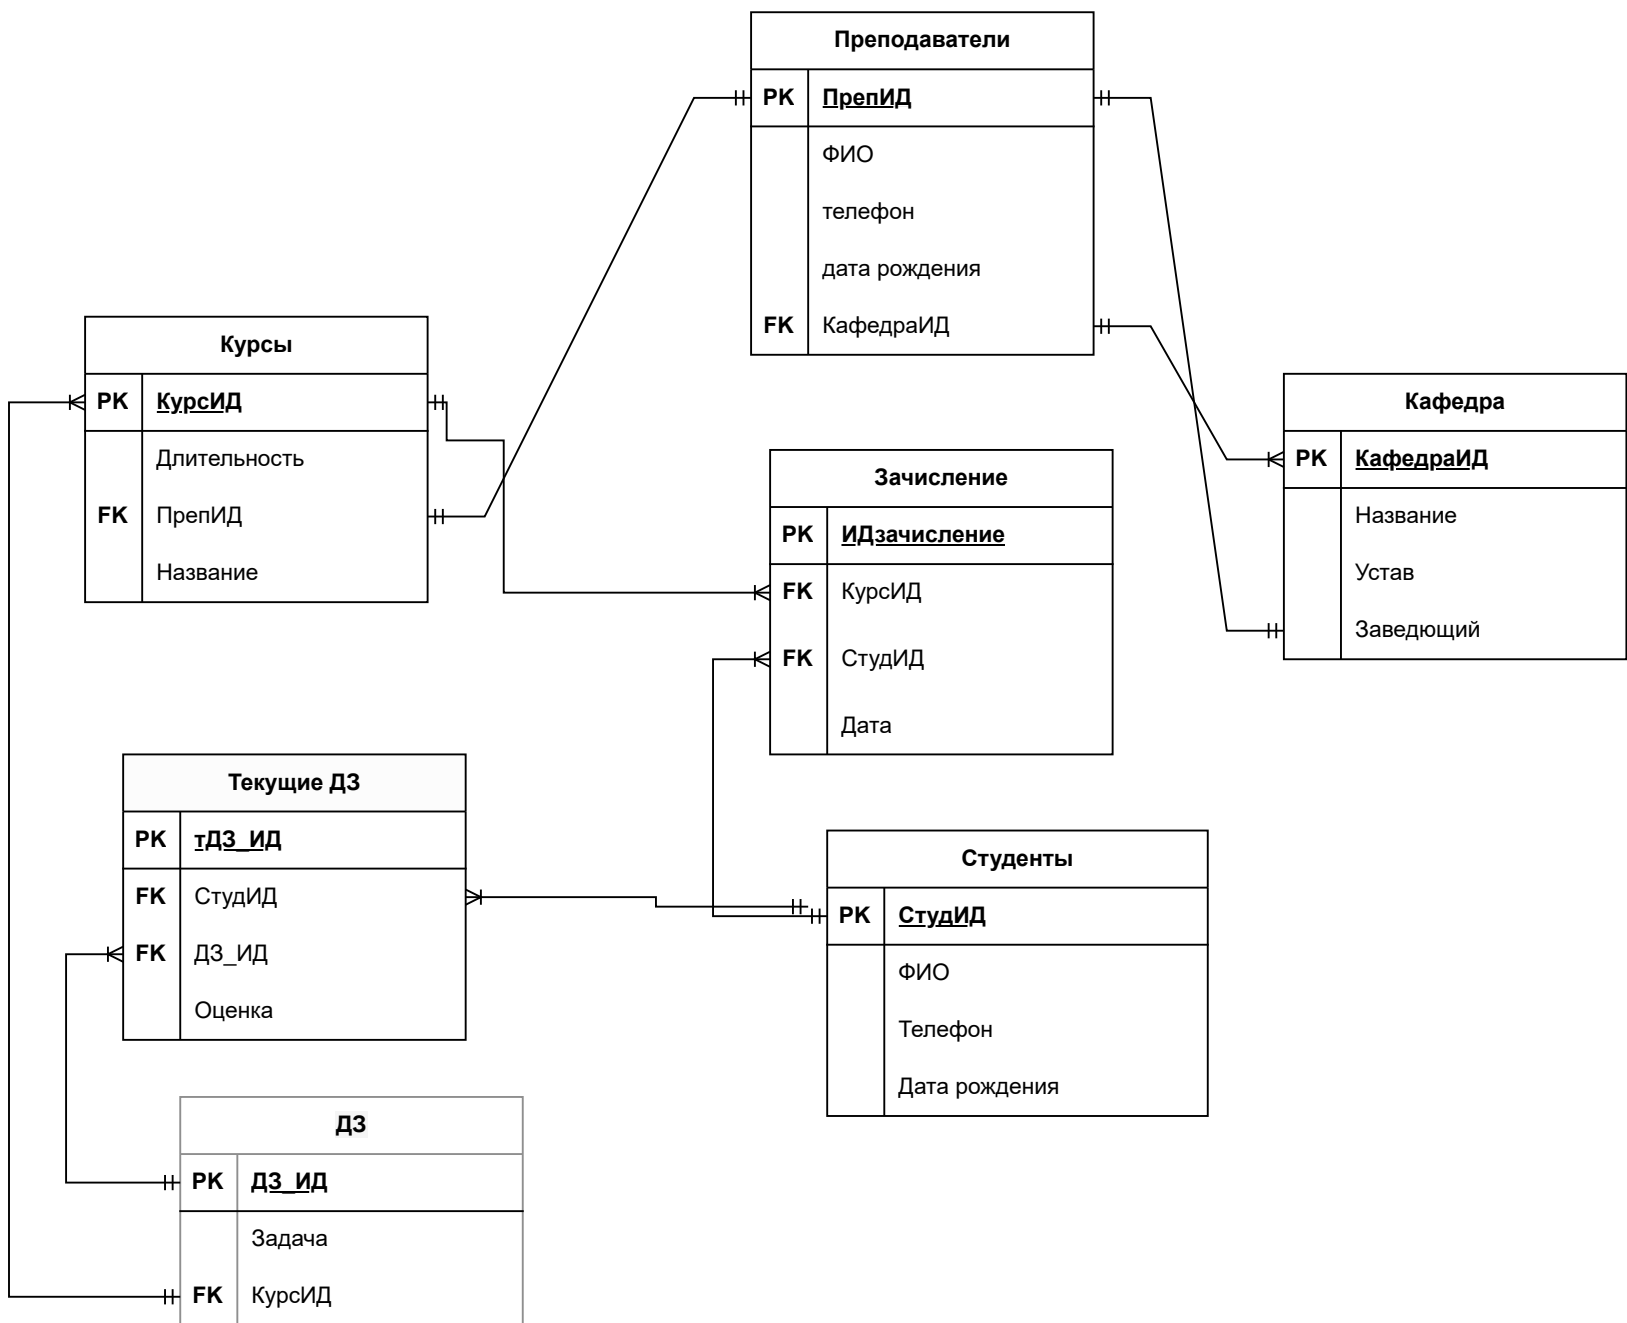 Преподаватели
PK ПрепИД
ФИО
телефон
дата рождения
FK КафедраИД
Курсы
PK КурсИД
Длительность
FK ПрепИД
Название
Кафедра
PK КафедраИД
Название
Устав
Заведющий
Зачисление
PK ИДзачисление
FK КурсИД
FK СтудИД
Дата
Текущие ДЗ
PK тДЗ_ИД
FK СтудИД
FK ДЗ_ИД
Оценка
Студенты
PK СтудИД
ФИО
Телефон
Дата рождения
ДЗ
PK ДЗ_ИД
Задача
FK КурсИД